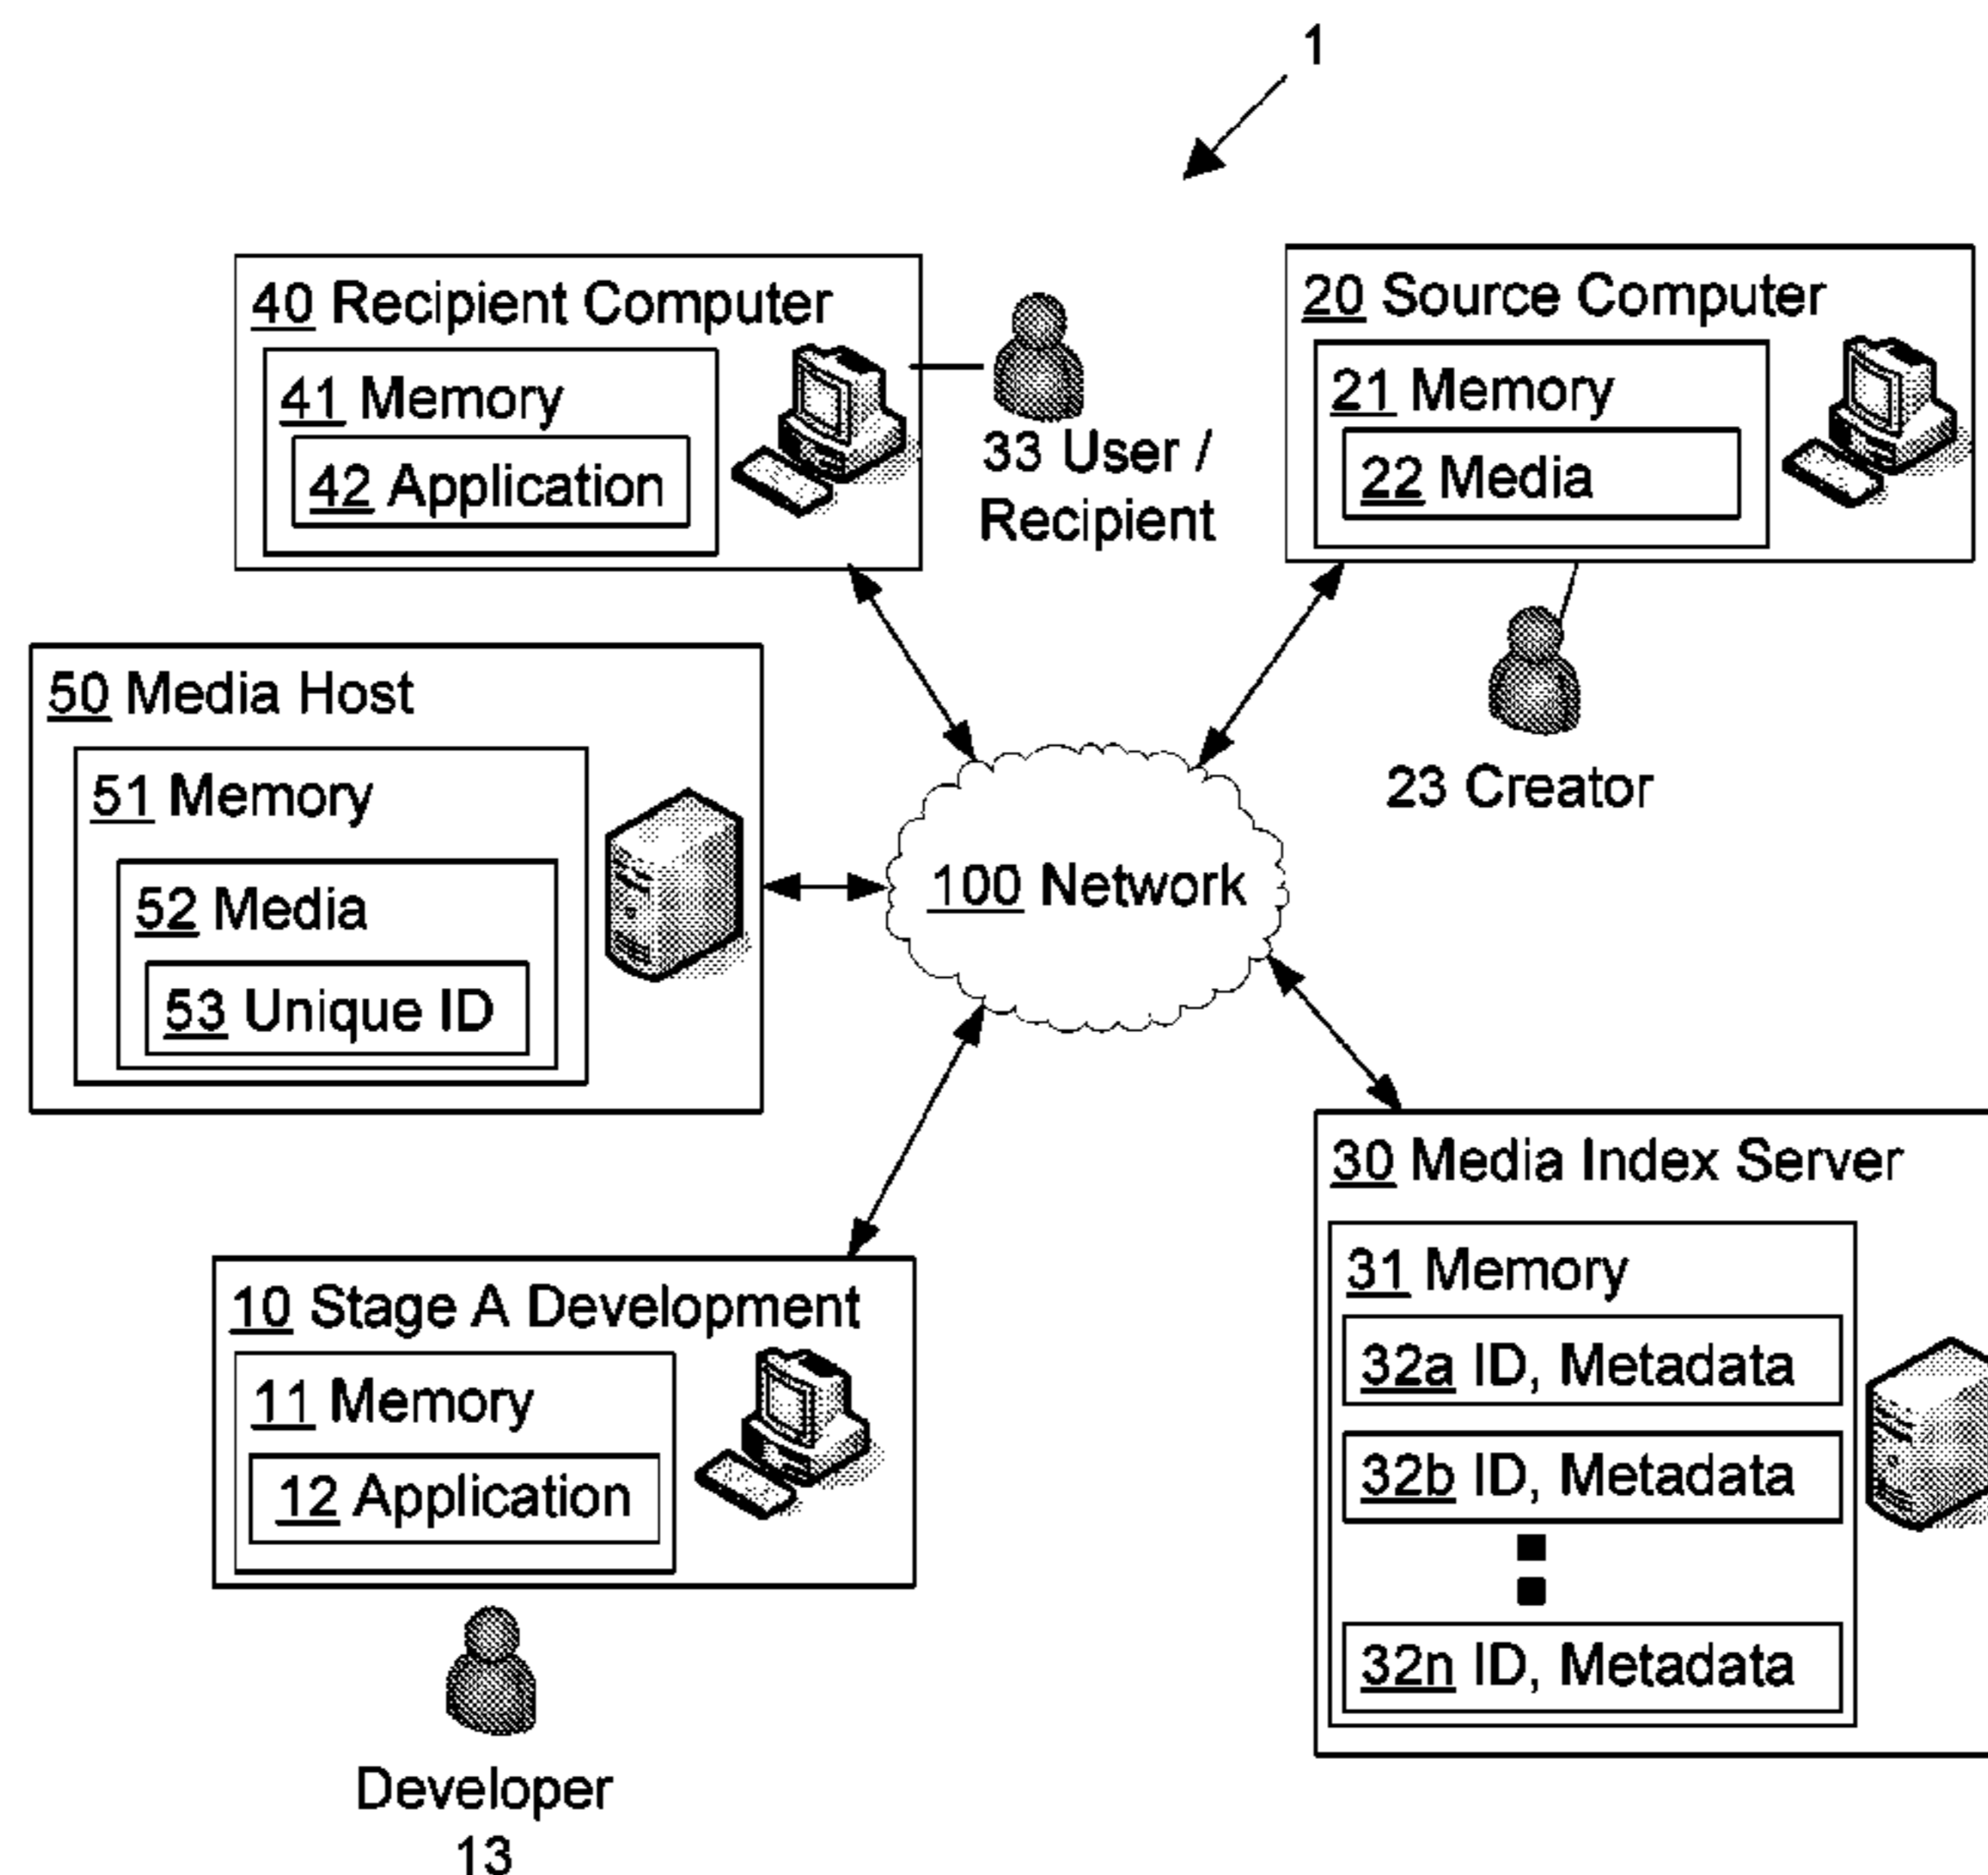 1
40 Recipient Computer
41 Memory
42 Application
33 User /
Recipient
20 Source Computer
21 Memory
22 Media
23 Creator
50 Media Host
51 Memory
52 Media
53 Unique ID
100 Network
10 Stage A Development
11 Memory
12 Application
Developer
13
30 Media Index Server
31 Memory
32a ID, Metadata
32b ID, Metadata
32n ID, Metadata